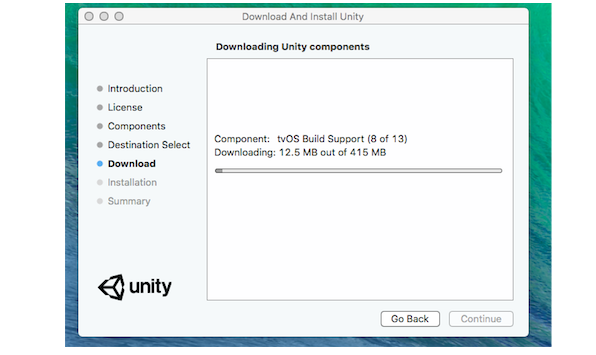 Download And Install Unity
Downloading Unity components
Introduction
License
Components
Destination Select
Download
Installation
Summary
Component: tvOS Build Support (8 of 13)
Downloading: 12.5 MB out of 415 MB
unity
Go Back
Continue